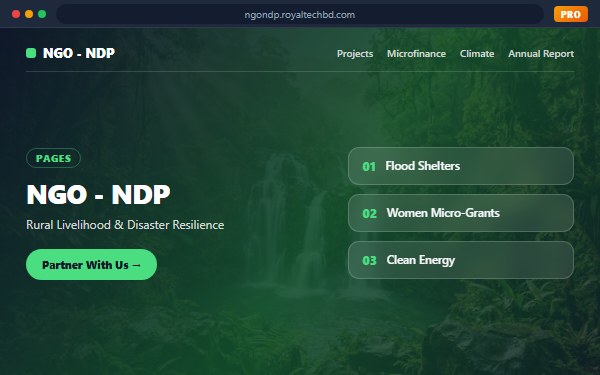 ngondp.royaltechbd.com
PRO
NGO - NDP
Projects Microfinance Climate Annual Report
PAGES
NGO - NDP
Rural Livelihood & Disaster Resilience
Partner With Us →
01 Flood Shelters
02 Women Micro-Grants
03 Clean Energy